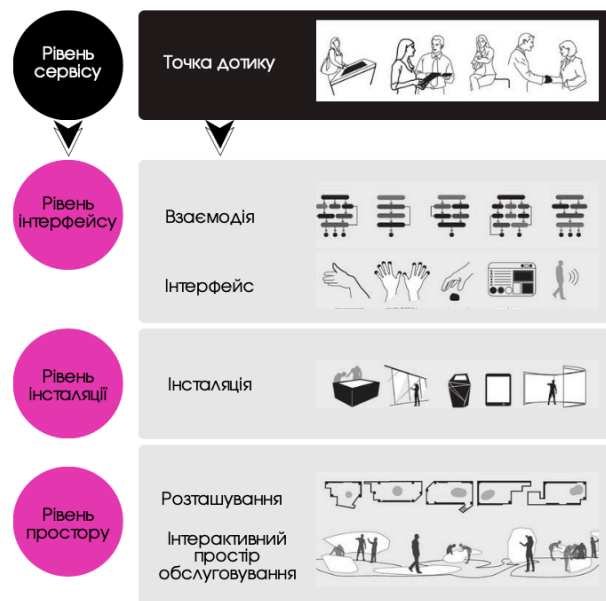 Рівень
сервісу
Точка дотику
Рівень
інтерфейсу
Взаємодія
Інтерфейс
Рівень
інсталяції
Інсталяція
Рівень
простору
Розташування
Інтерактивний
простір
обслуговування